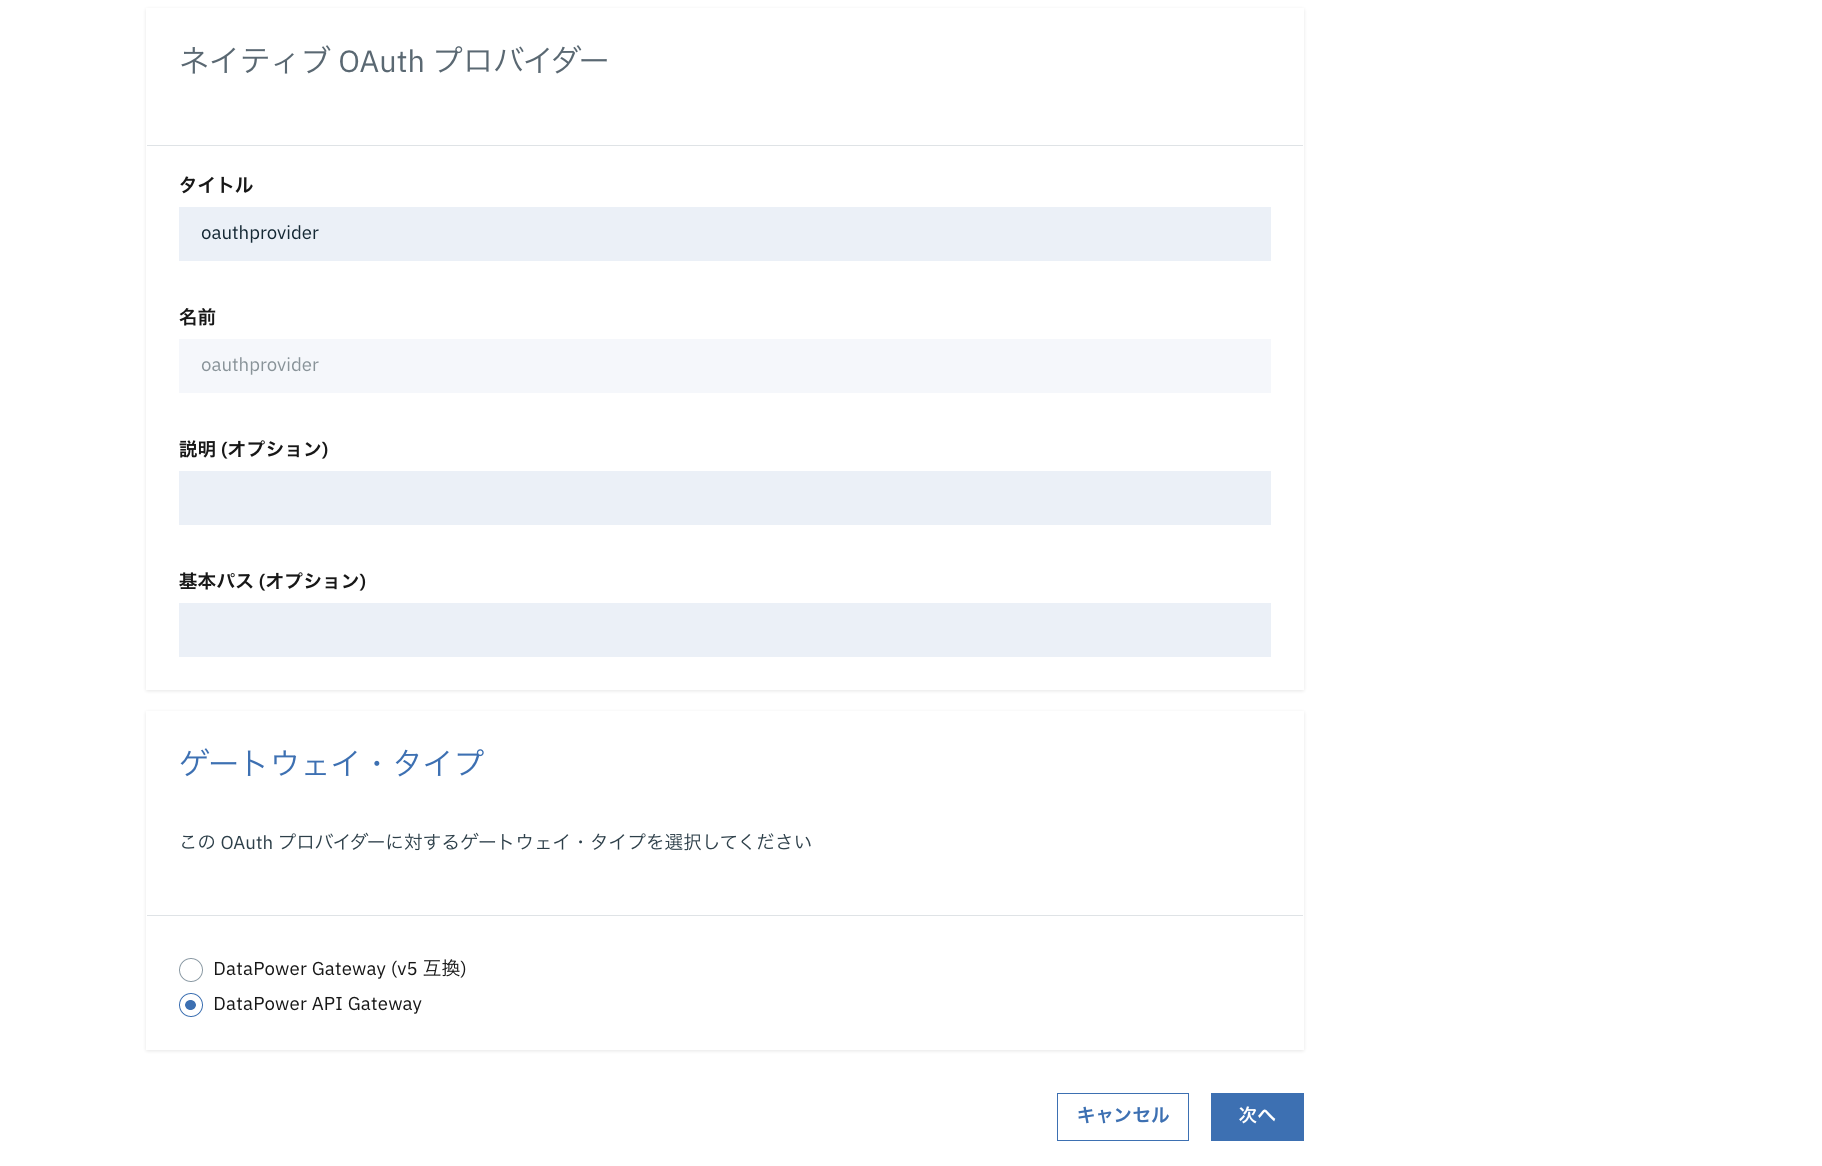 ネイティブ OAuth プロバイダー
タイトル
oauthprovider
名前
oauthprovider
説明 (オプション)
基本パス (オプション)
ゲートウェイ・タイプ
この OAuth プロバイダーに対するゲートウェイ・タイプを選択してください
DataPower Gateway (v5 互換)
DataPower API Gateway
キャンセル 次へ